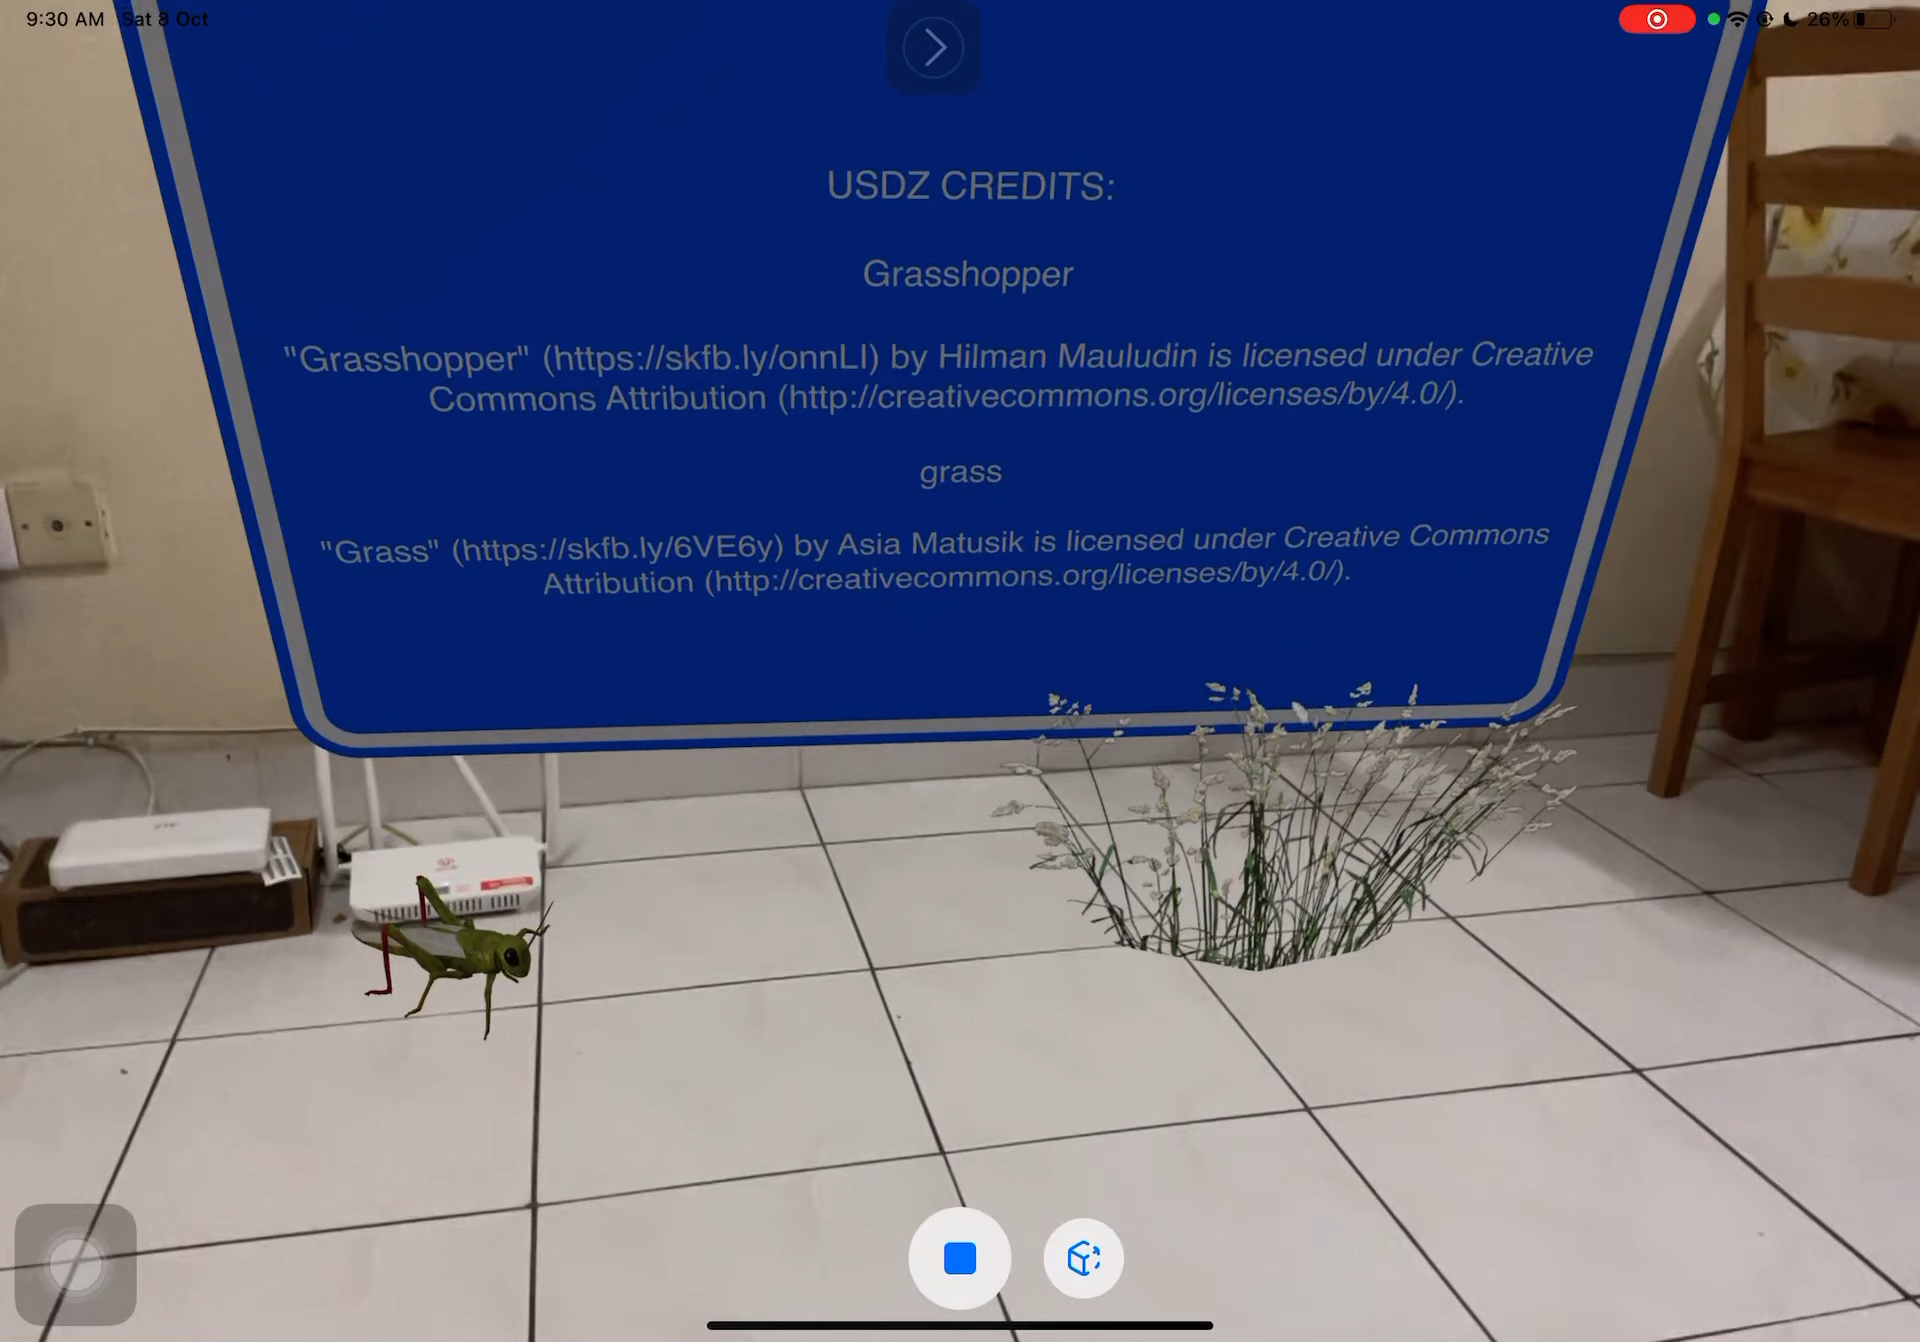 9:30 AM Sat 8 Oct
26%
USDZ CREDITS:
Grasshopper
"Grasshopper" (https://skfb.ly/onnLI) by Hilman Mauludin is licensed under Creative
Commons Attribution (http://creativecommons.org/licenses/by/4.0/).
grass
"Grass" (https://skfb.ly/6VE6y) by Asia Matusik is licensed under Creative Commons
Attribution (http://creativecommons.org/licenses/by/4.0/).